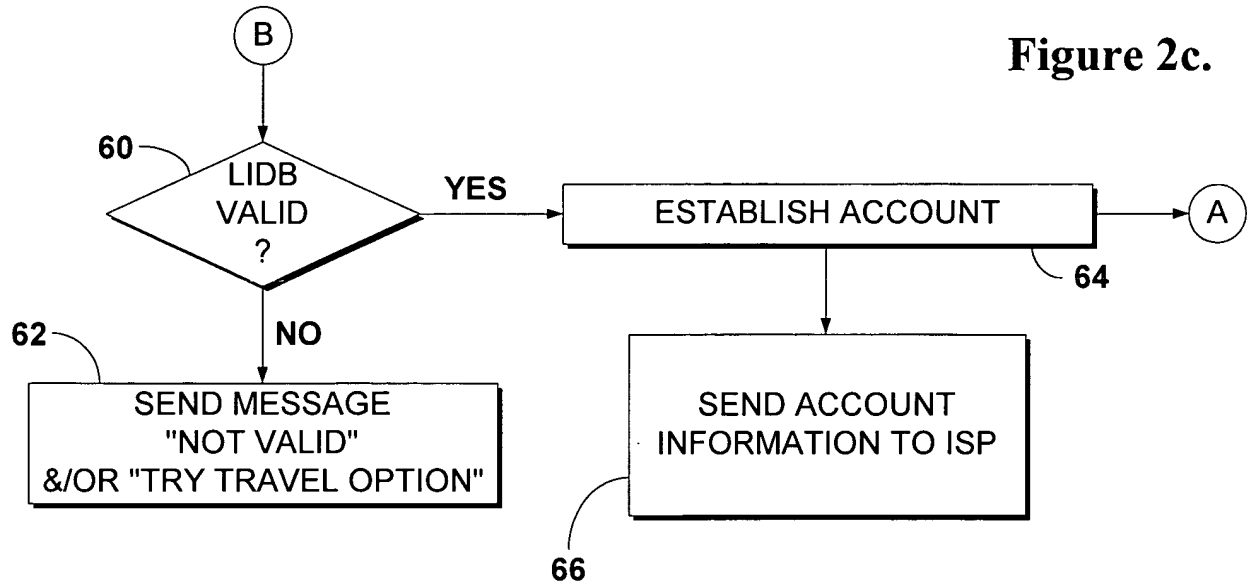 B
Figure 2c.
60
LIDB
VALID
?
YES
ESTABLISH ACCOUNT
A
64
62
NO
SEND MESSAGE
"NOT VALID"
&/OR "TRY TRAVEL OPTION"
SEND ACCOUNT
INFORMATION TO ISP
66